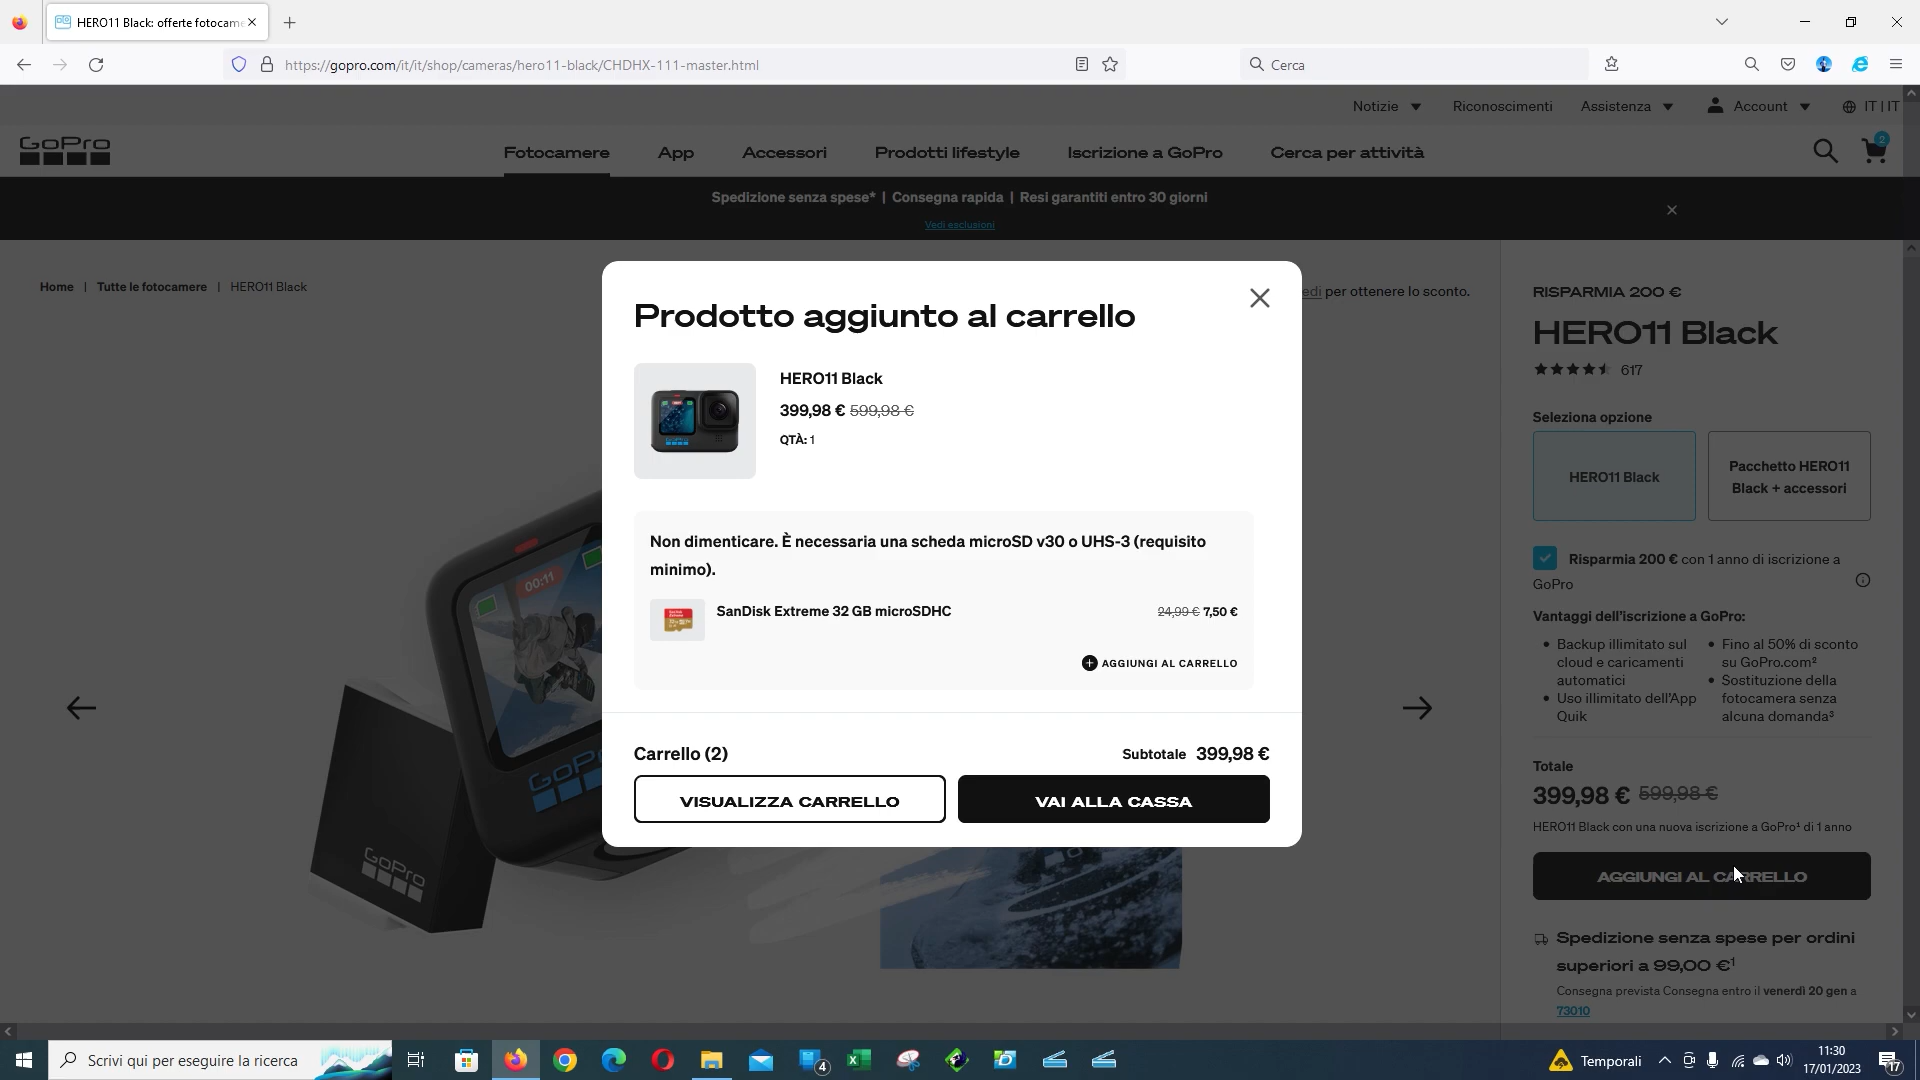 HERO11 Black: offerte fotocame
https://gopro.com/it/it/shop/cameras/hero11-black/CHDHX-111-master.html
Cerca
Notizie
Riconoscimenti
Assistenza
Account
IT | IT
GoPro
Fotocamere
App
Accessori
Prodotti lifestyle
Iscrizione a GoPro
Cerca per attività
2
Spedizione senza spese* | Consegna rapida | Resi garantiti entro 30 giorni
Vedi esclusioni
Home | Tutte le fotocamere | HERO11 Black
edi per ottenere lo sconto.
Prodotto aggiunto al carrello
HERO11 Black
399,98 € 599,98 €
QTÀ: 1
Non dimenticare. È necessaria una scheda microSD v30 o UHS-3 (requisito
minimo).
SanDisk Extreme 32 GB microSDHC
24,99 € 7,50 €
AGGIUNGI AL CARRELLO
Carrello (2)
Subtotale 399,98 €
VISUALIZZA CARRELLO
VAI ALLA CASSA
00:11
GoPro
GoPro
RISPARMIA 200 €
HERO11 Black
617
Seleziona opzione
HERO11 Black
Pacchetto HERO11
Black + accessori
Risparmia 200 € con 1 anno di iscrizione a
GoPro
Vantaggi dell'iscrizione a GoPro:
• Backup illimitato sul
cloud e caricamenti
automatici
• Uso illimitato dell'App
Quik
• Fino al 50% di sconto
su GoPro.com²
• Sostituzione della
fotocamera senza
alcuna domanda³
Totale
399,98 € 599,98 €
HERO11 Black con una nuova iscrizione a GoPro¹ di 1 anno
AGGIUNGI AL CARRELLO
Spedizione senza spese per ordini
superiori a 99,00 €¹
Consegna prevista Consegna entro il venerdì 20 gen a
73010
Scrivi qui per eseguire la ricerca
4
Temporali
11:30
17/01/2023
17